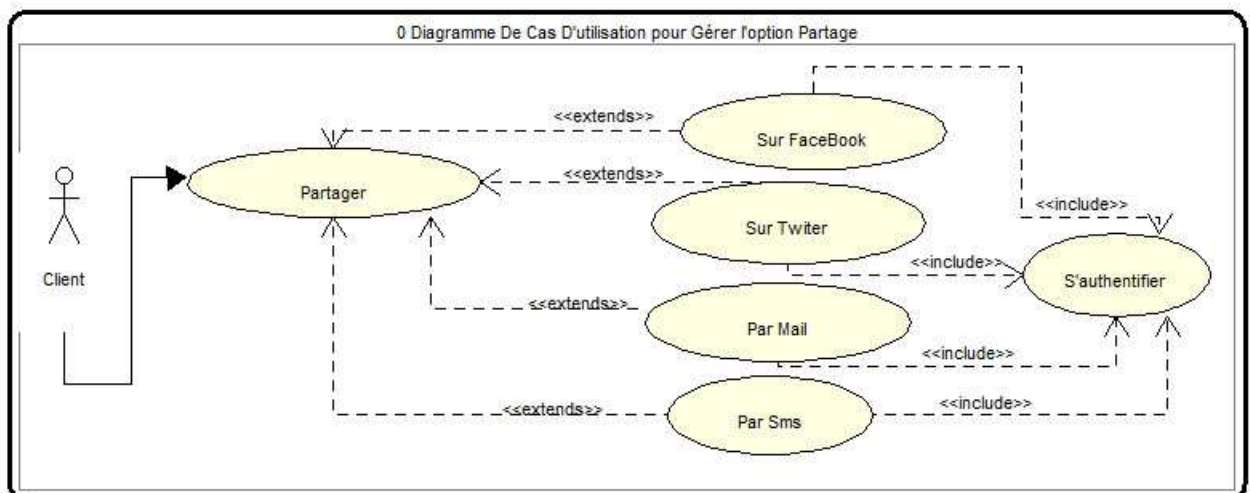 0 Diagramme De Cas D'utilisation pour Gérer l'option Partage
<<extends>>
Sur FaceBook
<<extends>>
Partager
<<include>>
Sur Twiter
<<include>>
Client
S'authentifier
<<extends>>
Par Mail
<<include>>
<<extends>>
<<include>>
Par Sms